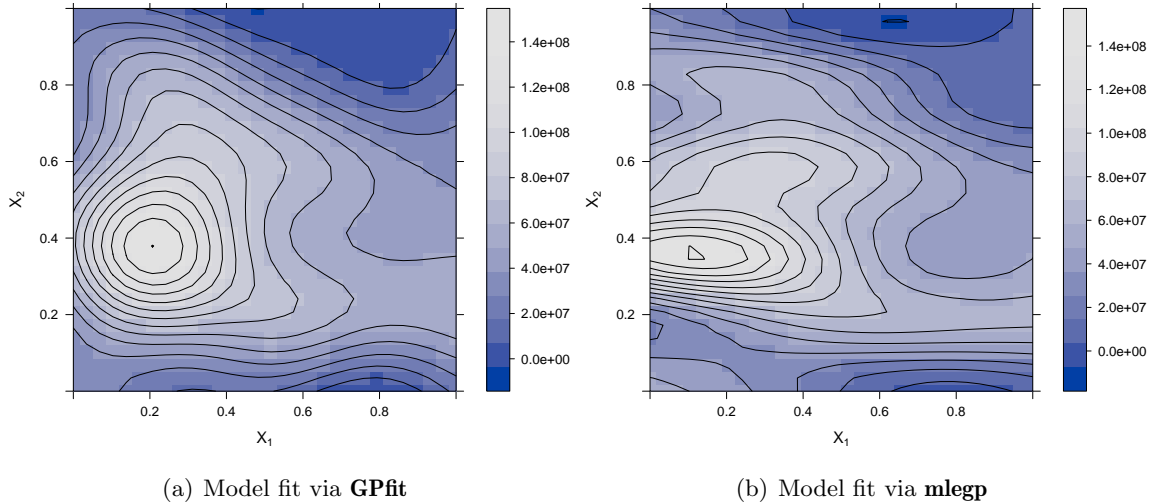 1.4e+08
1.2e+08
1.0e+08
8.0e+07
6.0e+07
4.0e+07
2.0e+07
0.0e+00
0.8
0.6
0.4
0.2
X₂
0.2 0.4 0.6 0.8
X₁
(a) Model fit via GPfit
1.4e+08
1.2e+08
1.0e+08
8.0e+07
6.0e+07
4.0e+07
2.0e+07
0.0e+00
0.8
0.6
0.4
0.2
X₂
0.2 0.4 0.6 0.8
X₁
(b) Model fit via mlegp